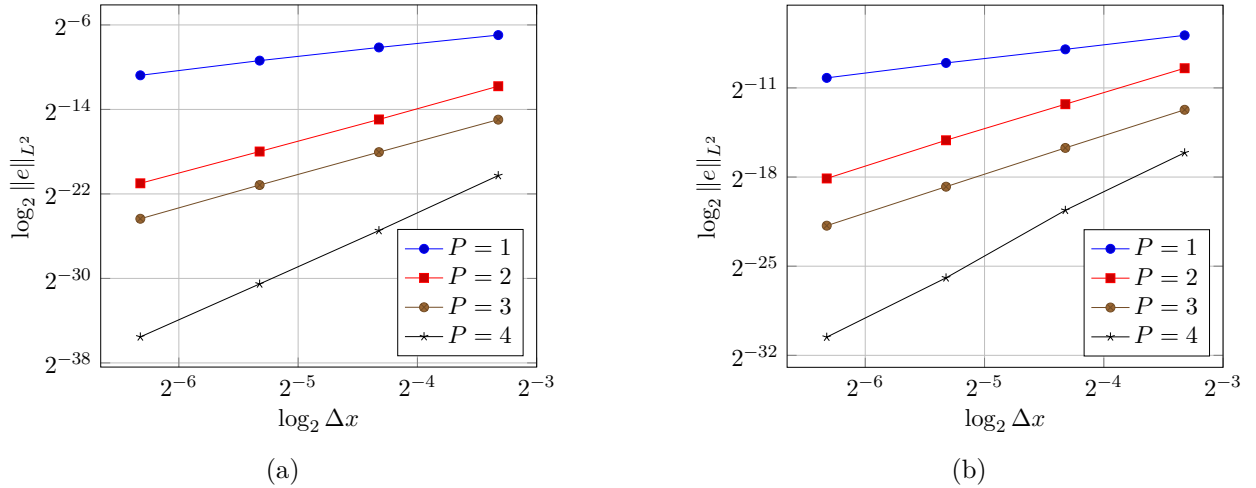 2^{-6}
2^{-14}
2^{-22}
2^{-30}
2^{-38}
log_2 ||e||_{L^2}
P = 1
P = 2
P = 3
P = 4
2^{-6} 2^{-5} 2^{-4} 2^{-3}
log_2 Δx
(a)
2^{-11}
2^{-18}
2^{-25}
2^{-32}
log_2 ||e||_{L^2}
P = 1
P = 2
P = 3
P = 4
2^{-6} 2^{-5} 2^{-4} 2^{-3}
log_2 Δx
(b)